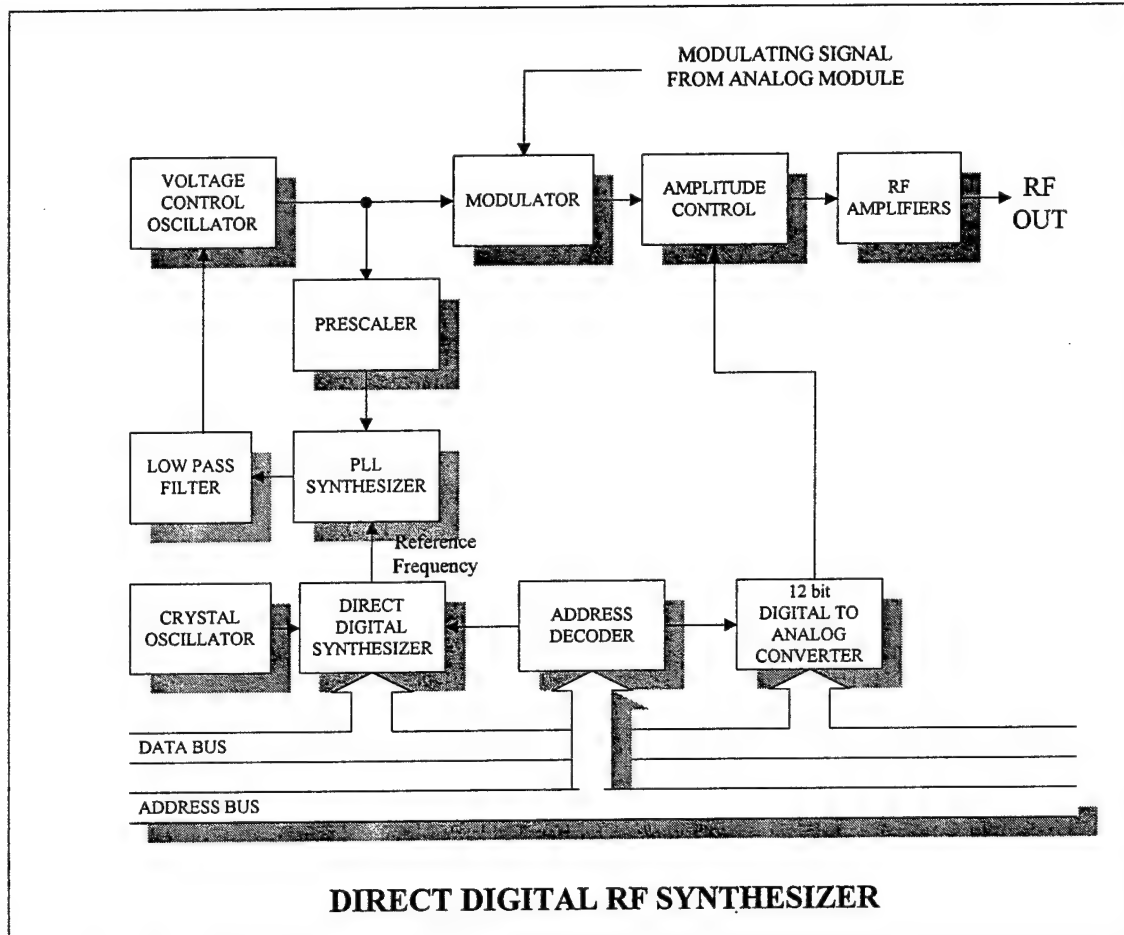 MODULATING SIGNAL
FROM ANALOG MODULE
VOLTAGE
CONTROL
OSCILLATOR
MODULATOR
AMPLITUDE
CONTROL
RF
AMPLIFIERS
RF
OUT
PRESCALER
LOW PASS
FILTER
PLL
SYNTHESIZER
Reference
Frequency
CRYSTAL
OSCILLATOR
DIRECT
DIGITAL
SYNTHESIZER
ADDRESS
DECODER
12 bit
DIGITAL TO
ANALOG
CONVERTER
DATA BUS
ADDRESS BUS
DIRECT DIGITAL RF SYNTHESIZER